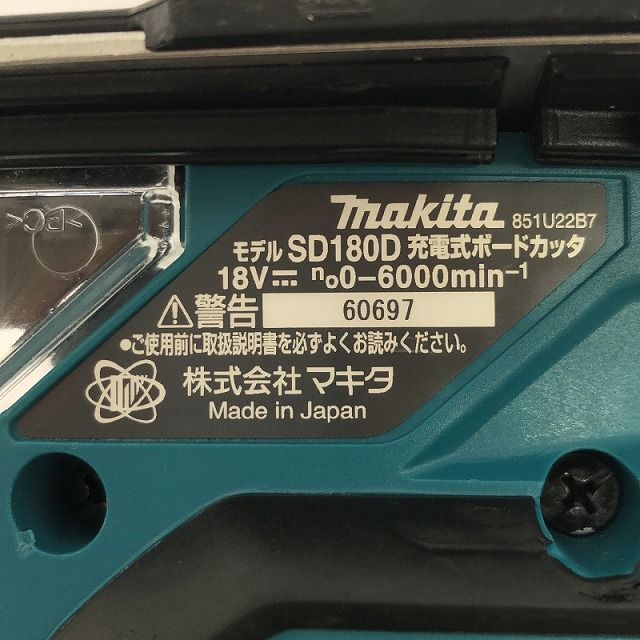 >PC<
makita 851U22B7
モデル SD180D 充電式ボードカッタ
18V⎓ n₀0-6000min⁻¹
⚠警告 60697
•ご使用前に取扱説明書を必ずよくお読みください。
株式会社 マキタ
Made in Japan